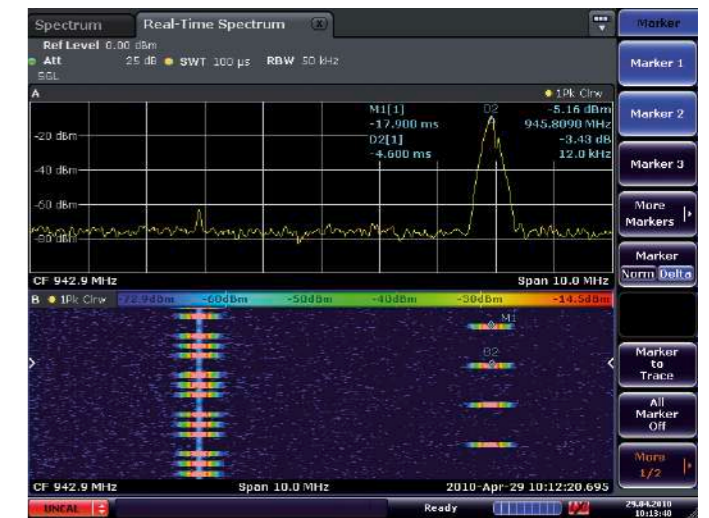 Spectrum Real-Time Spectrum
Ref Level 0.00 dBm
Att 25 dB SWT 100 µs RBW 50 kHz
SGL
A 1Pk Clrw
M1[1] -5.16 dBm
-17.900 ms 945.8090 MHz
D2[1] -3.43 dB
-4.600 ms 12.0 kHz
D2
-20 dBm
-40 dBm
-60 dBm
-80 dBm
CF 942.9 MHz Span 10.0 MHz
B 1Pk Clrw -72.9dBm -60dBm -50dBm -40dBm -30dBm -14.5dBm
M1
D2
CF 942.9 MHz Span 10.0 MHz 2010-Apr-29 10:12:20.695
UNCAL Ready 29.04.2010
10:13:40
Marker
Marker 1
Marker 2
Marker 3
More
Markers
Marker
Norm Delta
Marker
to
Trace
All
Marker
Off
More
1/2